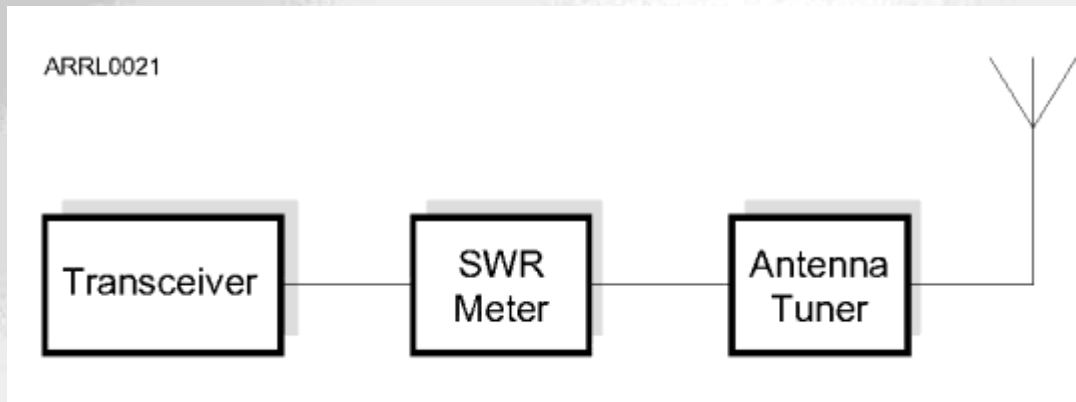 ARRL0021
Transceiver
SWR
Meter
Antenna
Tuner